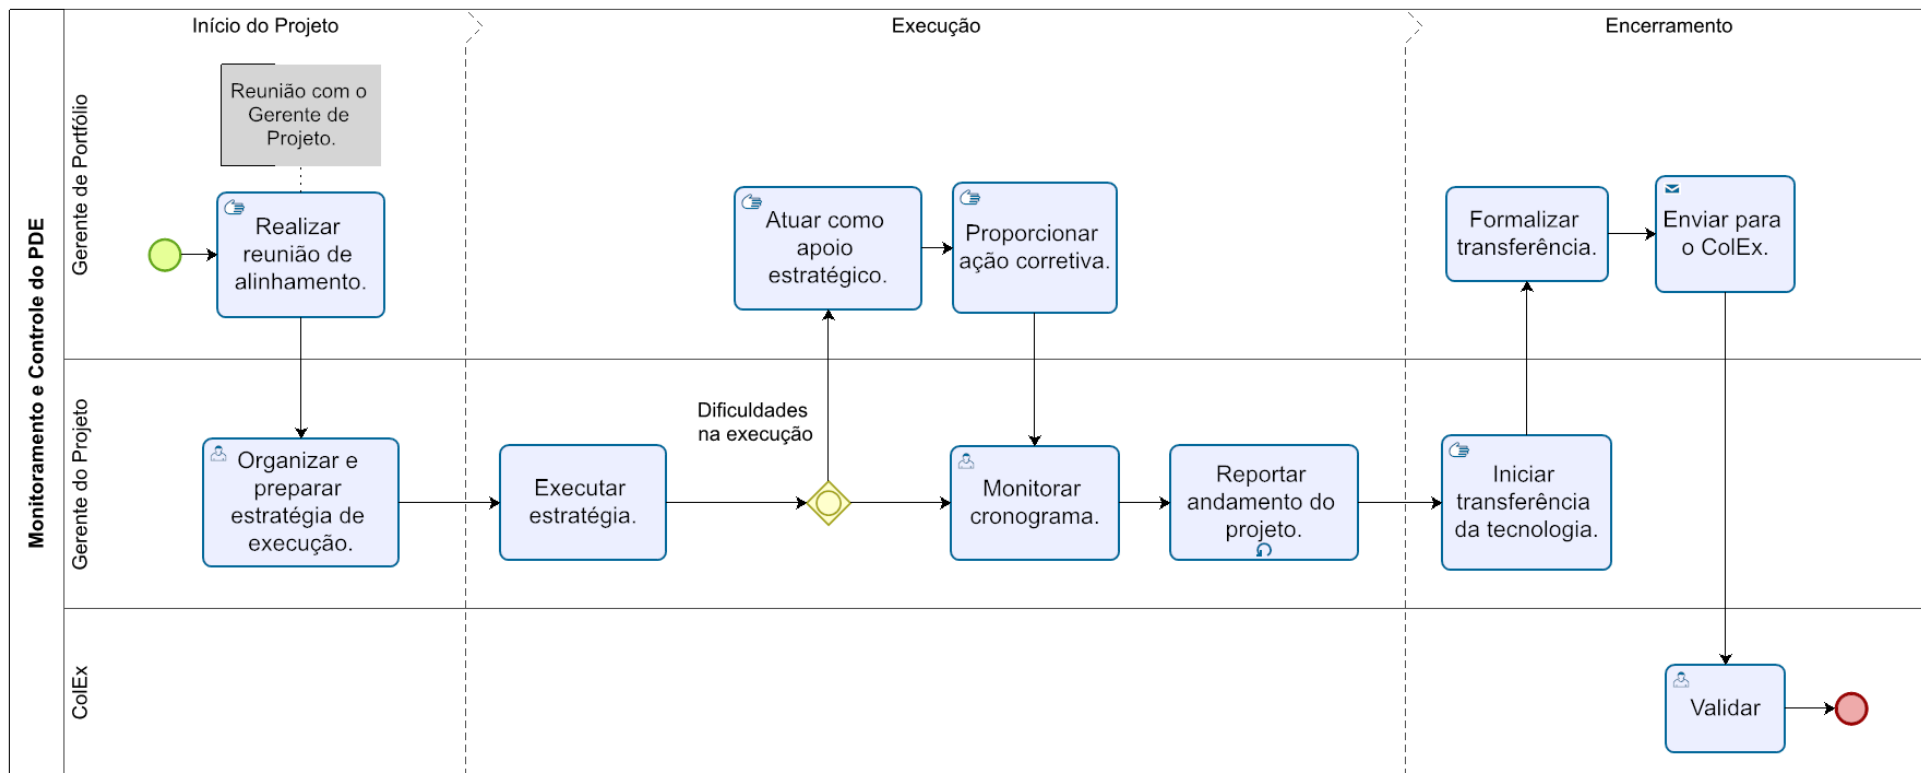 Início do Projeto
Execução
Encerramento
Monitoramento e Controle do PDE
Gerente de Portfólio
Reunião com o
Gerente de
Projeto.
Realizar
reunião de
alinhamento.
Atuar como
apoio
estratégico.
Proporcionar
ação corretiva.
Formalizar
transferência.
Enviar para
o ColEx.
Gerente do Projeto
Organizar e
preparar
estratégia de
execução.
Executar
estratégia.
Dificuldades
na execução
Monitorar
cronograma.
Reportar
andamento do
projeto.
Iniciar
transferência
da tecnologia.
ColEx
Validar